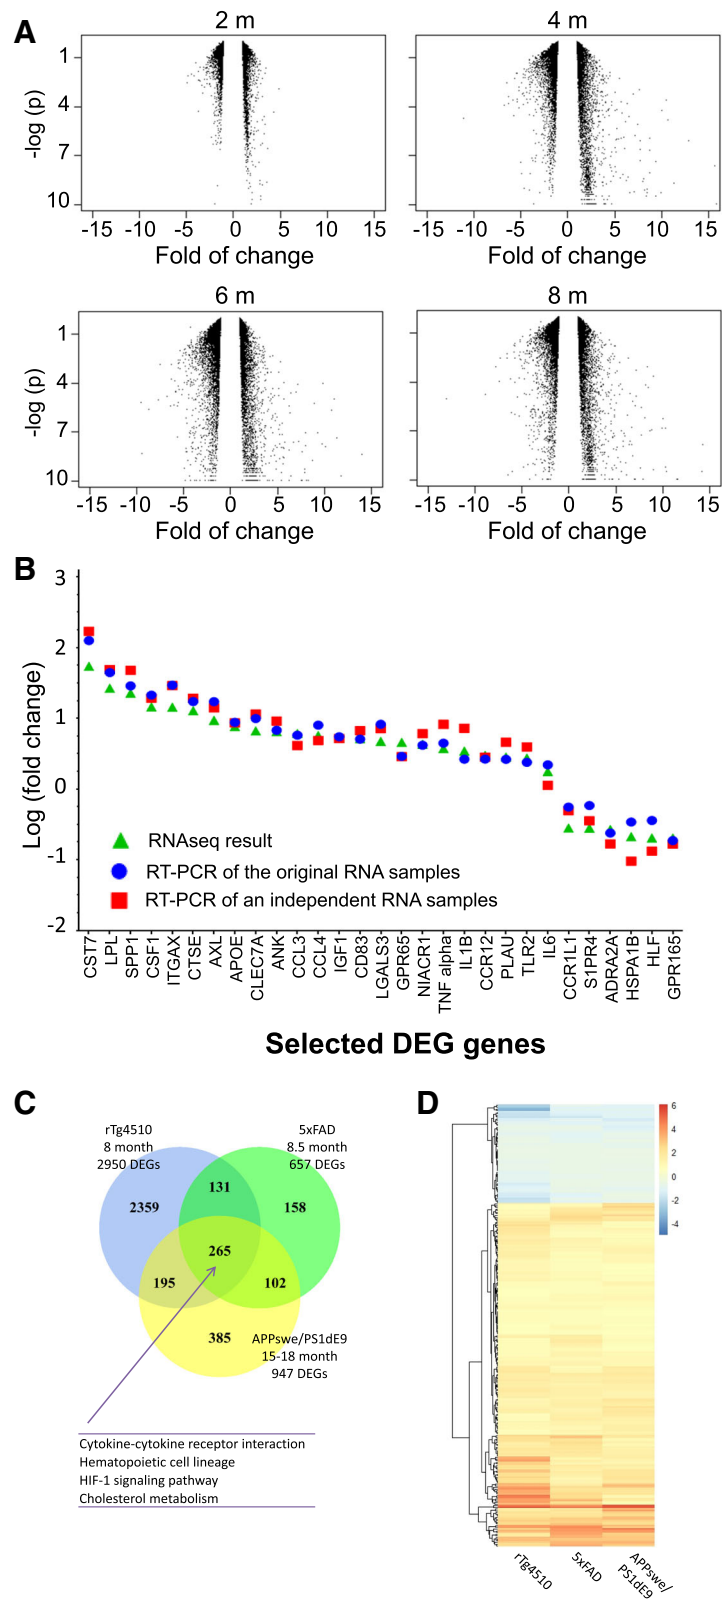 A
2 m
4 m
-log (p)
1
4
7
10
-15 -10 -5 0 5 10 15
-15 -10 -5 0 5 10 15
Fold of change
Fold of change
6 m
8 m
-log (p)
1
4
7
10
-15 -10 -5 0 5 10 15
-15 -10 -5 0 5 10 15
Fold of change
Fold of change
B
Log (fold change)
3
2
1
0
-1
-2
RNAseq result
RT-PCR of the original RNA samples
RT-PCR of an independent RNA samples
CST7
LPL
SPP1
CSF1
ITGAX
CTSE
AXL
APOE
CLEC7A
ANK
CCL3
CCL4
IGF1
CD83
LGALS3
GPR65
NIACR1
TNF alpha
IL1B
CCR12
PLAU
TLR2
IL6
CCR1L1
S1PR4
ADRA2A
HSPA1B
HLF
GPR165
Selected DEG genes
C
rTg4510
8 month
2950 DEGs
5xFAD
8.5 month
657 DEGs
2359
131
158
265
195
102
385
APPswe/PS1dE9
15-18 month
947 DEGs
Cytokine-cytokine receptor interaction
Hematopoietic cell lineage
HIF-1 signaling pathway
Cholesterol metabolism
D
6
4
2
0
-2
-4
rTg4510
5xFAD
APPswe/
PS1dE9